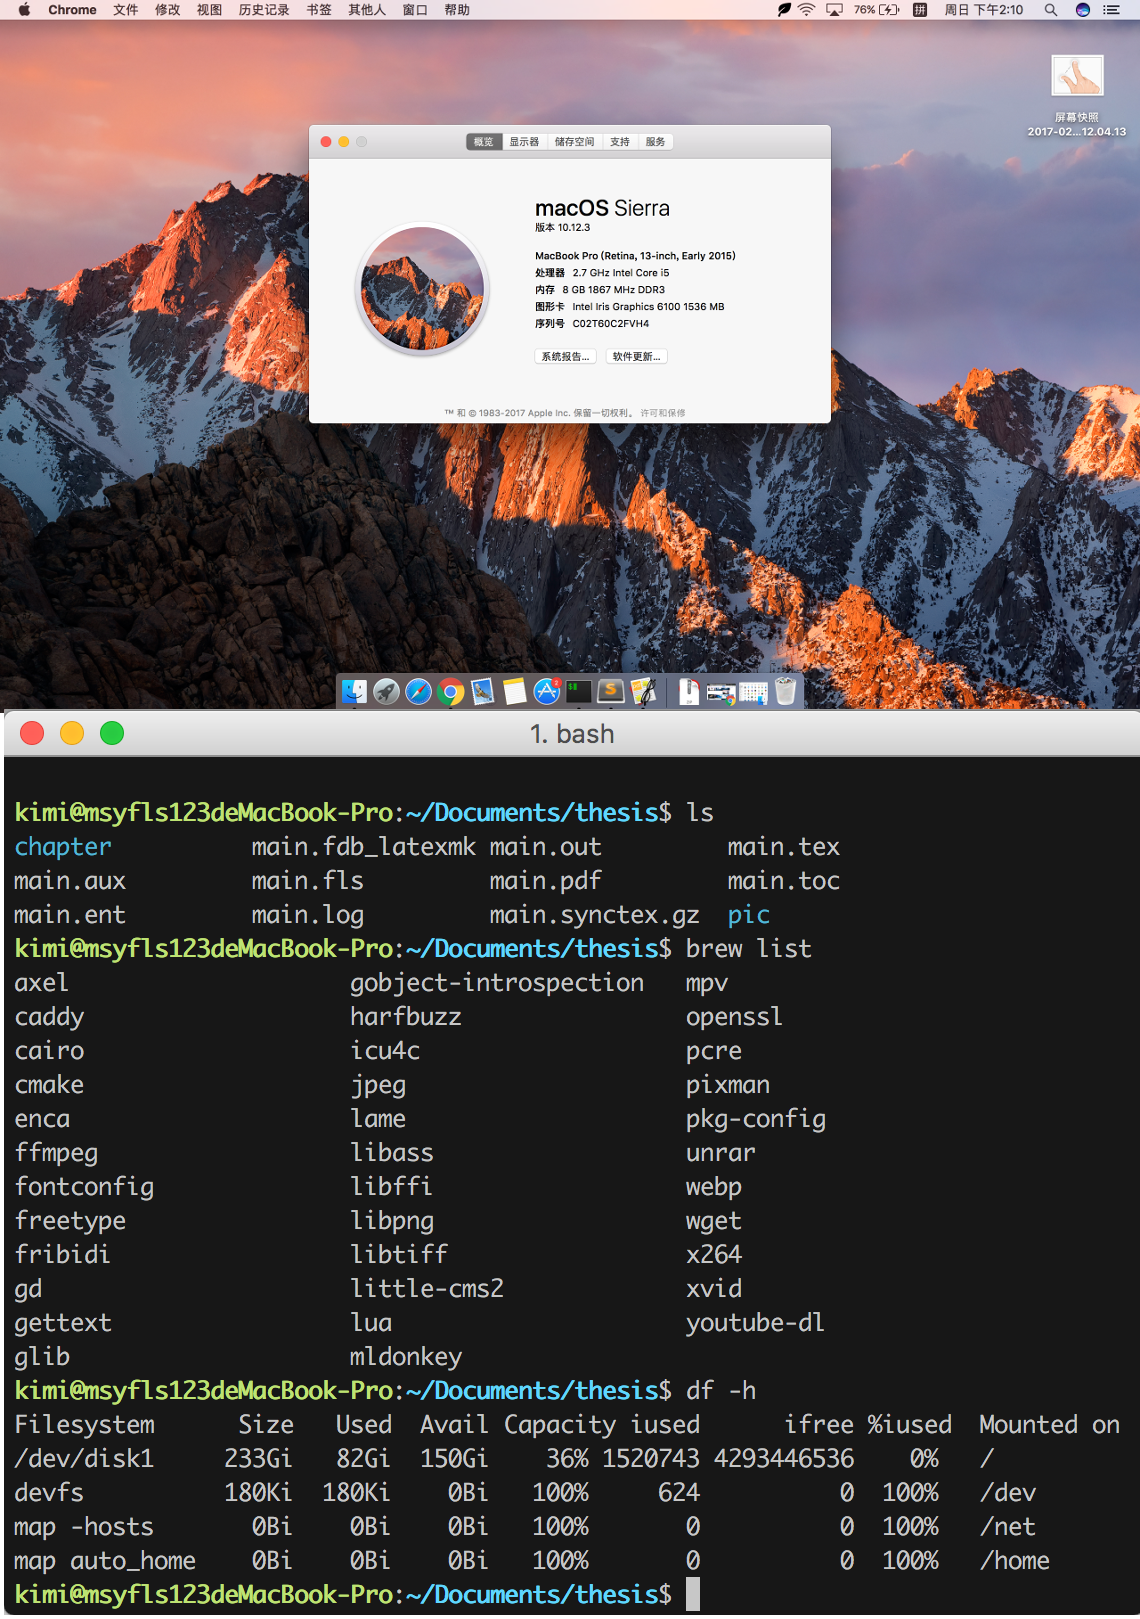 Chrome 文件 修改 视图 历史记录 书签 其他人 窗口 帮助 76% 拼 周日 下午2:10
屏幕快照
2017-02...12.04.13
概览 显示器 储存空间 支持 服务
macOS Sierra
版本 10.12.3
MacBook Pro (Retina, 13-inch, Early 2015)
处理器 2.7 GHz Intel Core i5
内存 8 GB 1867 MHz DDR3
图形卡 Intel Iris Graphics 6100 1536 MB
序列号 C02T60C2FVH4
系统报告... 软件更新...
™ 和 © 1983-2017 Apple Inc. 保留一切权利。 许可和保修
1. bash
kimi@msyfls123deMacBook-Pro:~/Documents/thesis$ ls
chapter main.fdb_latexmk main.out main.tex
main.aux main.fls main.pdf main.toc
main.ent main.log main.synctex.gz pic
kimi@msyfls123deMacBook-Pro:~/Documents/thesis$ brew list
axel gobject-introspection mpv
caddy harfbuzz openssl
cairo icu4c pcre
cmake jpeg pixman
enca lame pkg-config
ffmpeg libass unrar
fontconfig libffi webp
freetype libpng wget
fribidi libtiff x264
gd little-cms2 xvid
gettext lua youtube-dl
glib mldonkey
kimi@msyfls123deMacBook-Pro:~/Documents/thesis$ df -h
Filesystem Size Used Avail Capacity iused ifree %iused Mounted on
/dev/disk1 233Gi 82Gi 150Gi 36% 1520743 4293446536 0% /
devfs 180Ki 180Ki 0Bi 100% 624 0 100% /dev
map -hosts 0Bi 0Bi 0Bi 100% 0 0 100% /net
map auto_home 0Bi 0Bi 0Bi 100% 0 0 100% /home
kimi@msyfls123deMacBook-Pro:~/Documents/thesis$